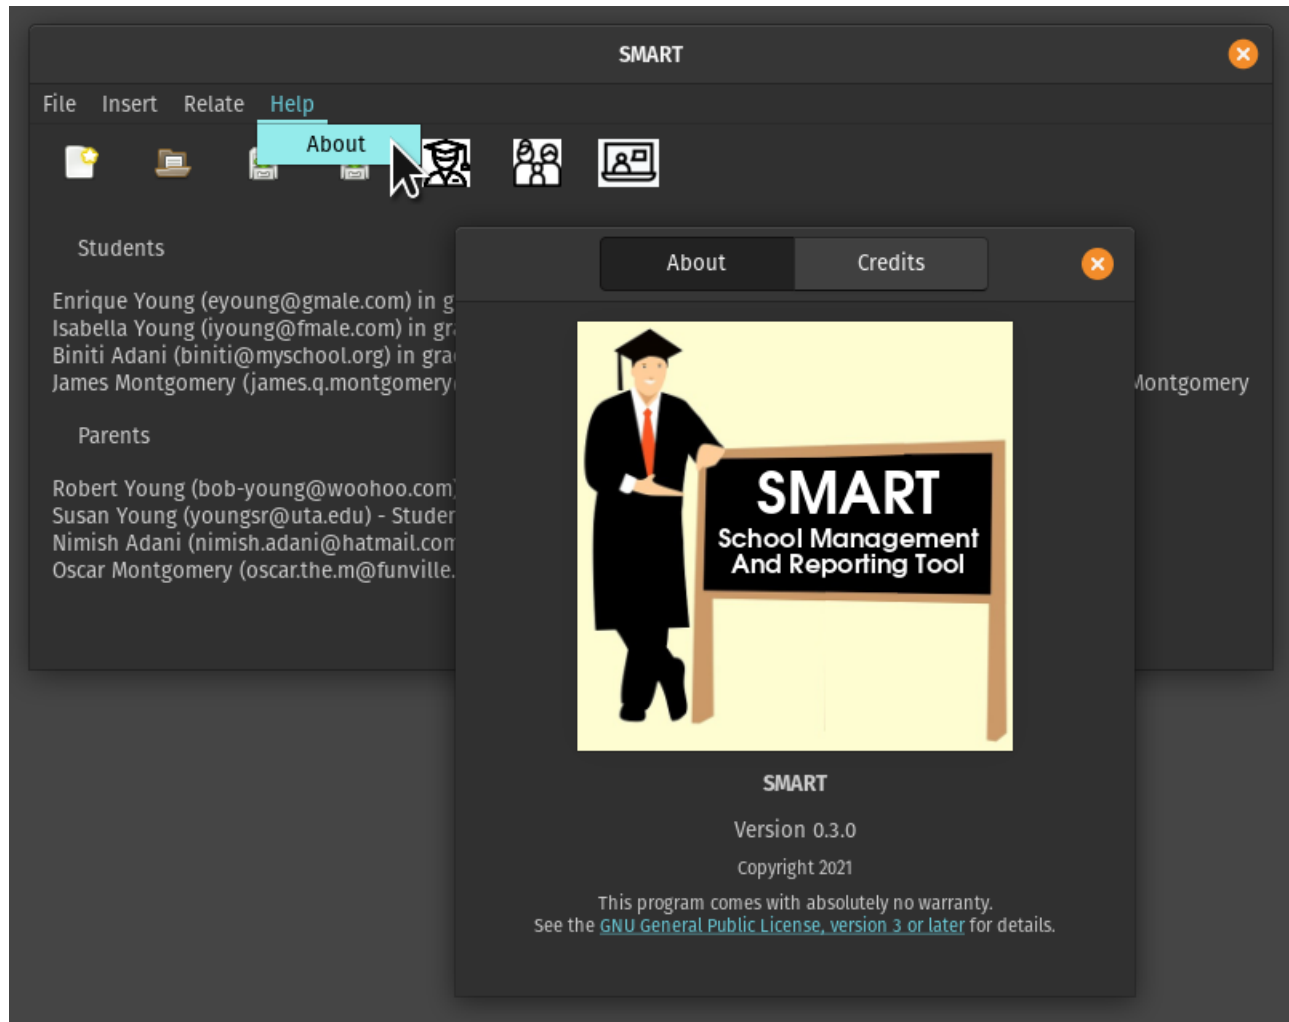 SMART
File Insert Relate Help
About
Students
Enrique Young (eyoung@gmale.com) in g
Isabella Young (iyoung@fmale.com) in gra
Biniti Adani (biniti@myschool.org) in grad
James Montgomery (james.q.montgomery
Montgomery
Parents
Robert Young (bob-young@woohoo.com)
Susan Young (youngsr@uta.edu) - Studen
Nimish Adani (nimish.adani@hatmail.com
Oscar Montgomery (oscar.the.m@funville.
About Credits
SMART
School Management
And Reporting Tool
SMART
Version 0.3.0
Copyright 2021
This program comes with absolutely no warranty.
See the GNU General Public License, version 3 or later for details.